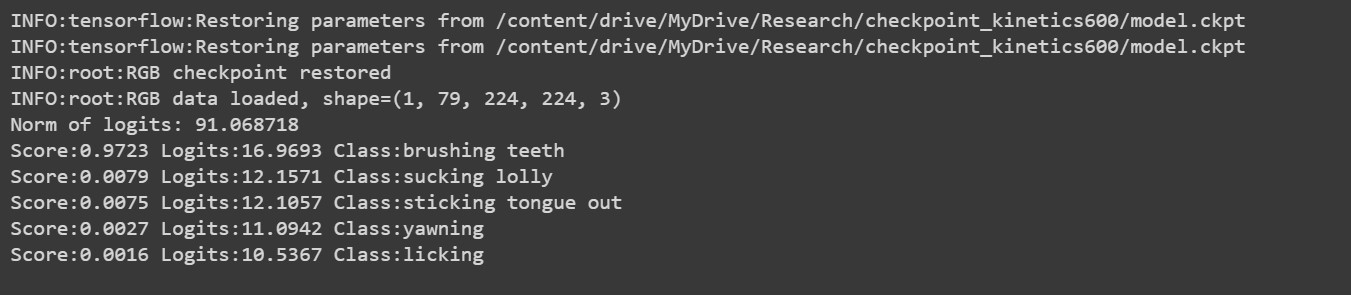 INFO:tensorflow:Restoring parameters from /content/drive/MyDrive/Research/checkpoint_kinetics600/model.ckpt
INFO:tensorflow:Restoring parameters from /content/drive/MyDrive/Research/checkpoint_kinetics600/model.ckpt
INFO:root:RGB checkpoint restored
INFO:root:RGB data loaded, shape=(1, 79, 224, 224, 3)
Norm of logits: 91.068718
Score:0.9723 Logits:16.9693 Class:brushing teeth
Score:0.0079 Logits:12.1571 Class:sucking lolly
Score:0.0075 Logits:12.1057 Class:sticking tongue out
Score:0.0027 Logits:11.0942 Class:yawning
Score:0.0016 Logits:10.5367 Class:licking